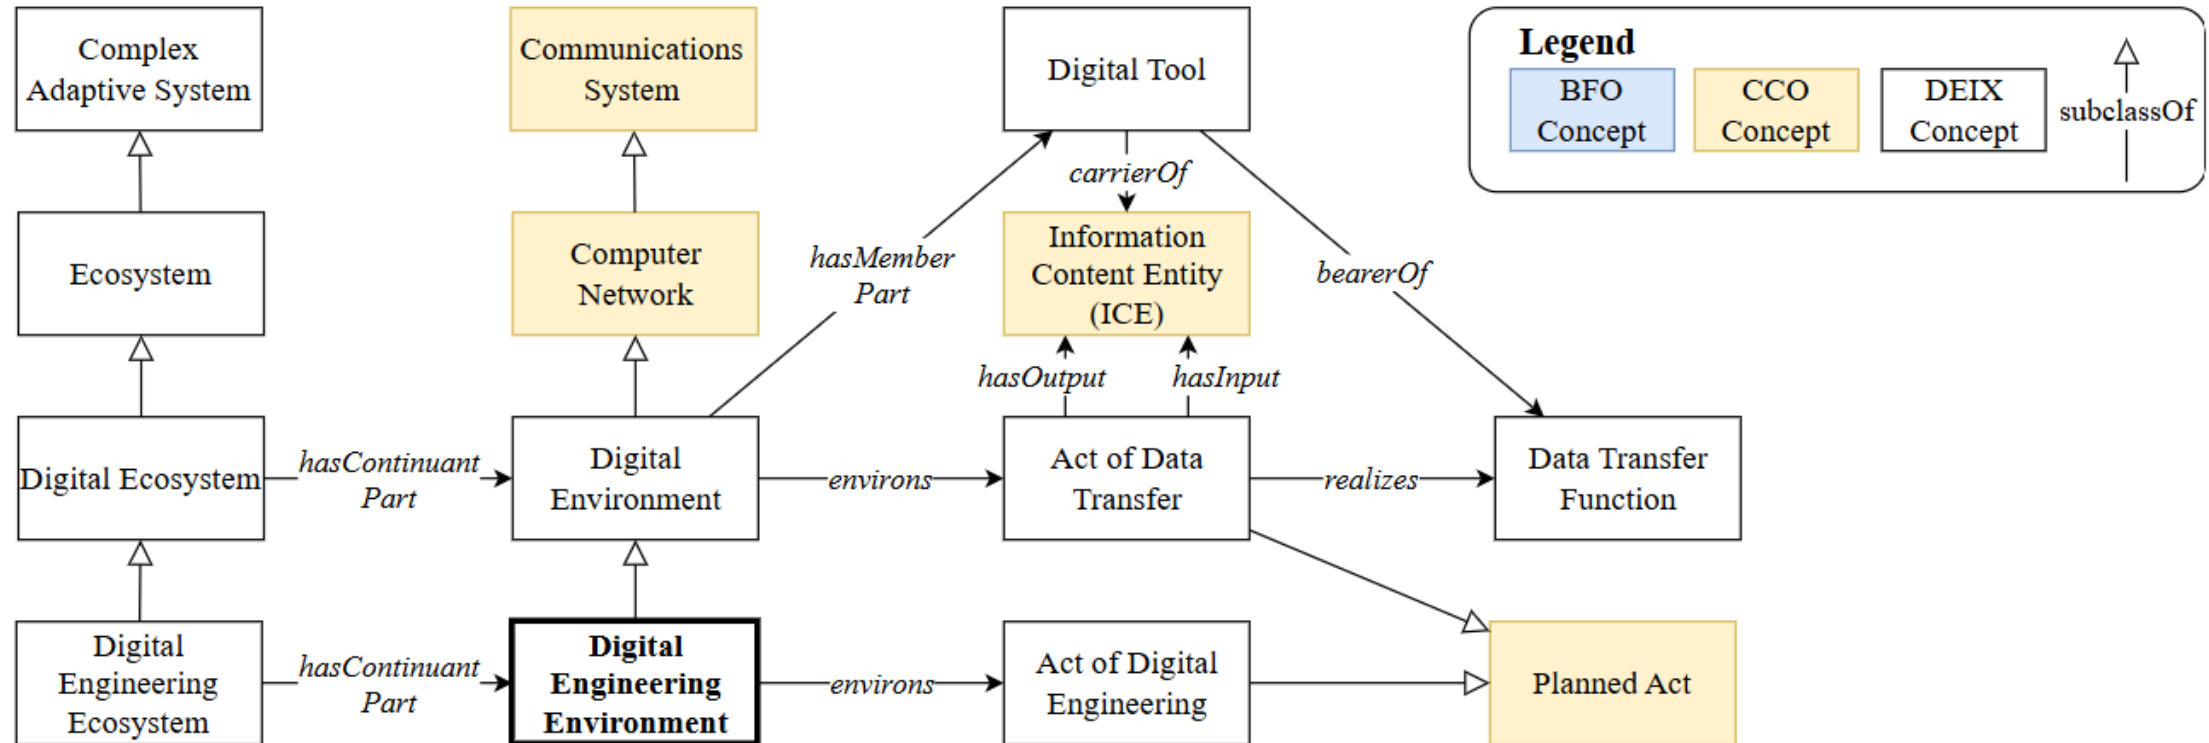 Complex
Adaptive System
Communications
System
Digital Tool
Legend
BFO
Concept
CCO
Concept
DEIX
Concept
subclassOf
carrierOf
Ecosystem
Computer
Network
hasMember
Part
Information
Content Entity
(ICE)
bearerOf
hasOutput
hasInput
Digital Ecosystem
hasContinuant
Part
Digital
Environment
environs
Act of Data
Transfer
realizes
Data Transfer
Function
Digital
Engineering
Ecosystem
hasContinuant
Part
Digital
Engineering
Environment
environs
Act of Digital
Engineering
Planned Act